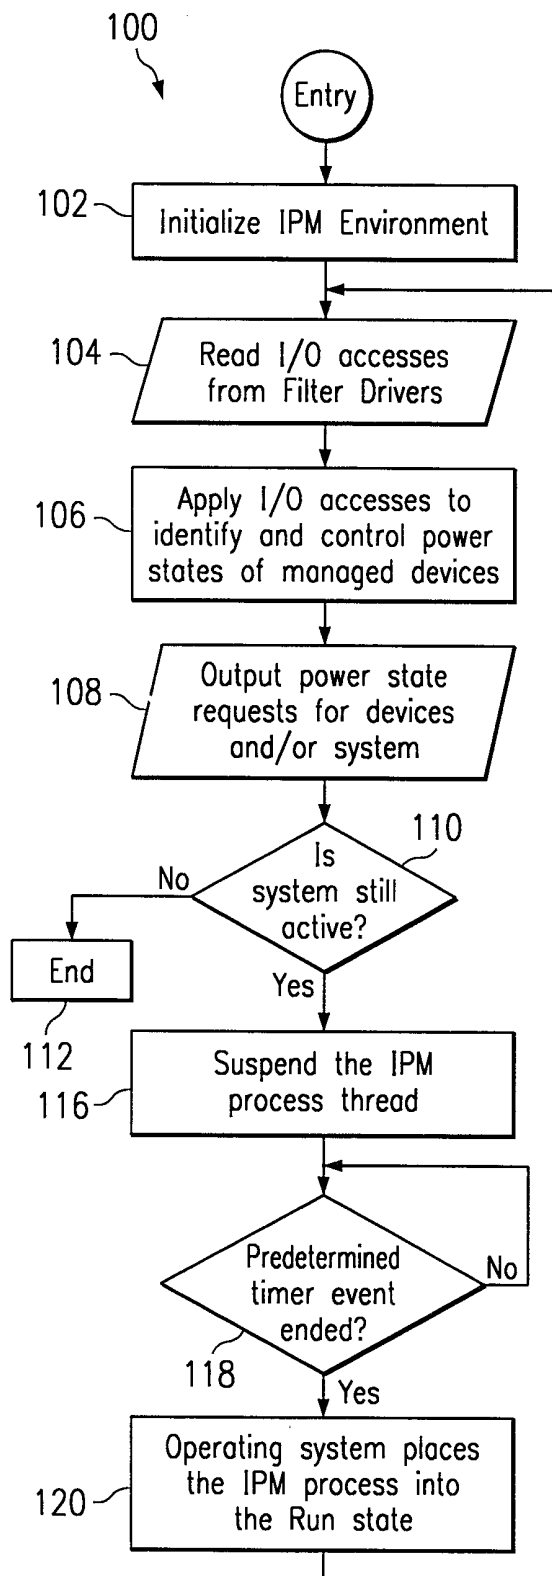 100
Entry
102
Initialize IPM Environment
104
Read I/O accesses
from Filter Drivers
106
Apply I/O accesses to
identify and control power
states of managed devices
108
Output power state
requests for devices
and/or system
110
Is
system still
active?
No
End
112
Yes
Suspend the IPM
process thread
116
Predetermined
timer event
ended?
No
118
Yes
Operating system places
the IPM process into
the Run state
120